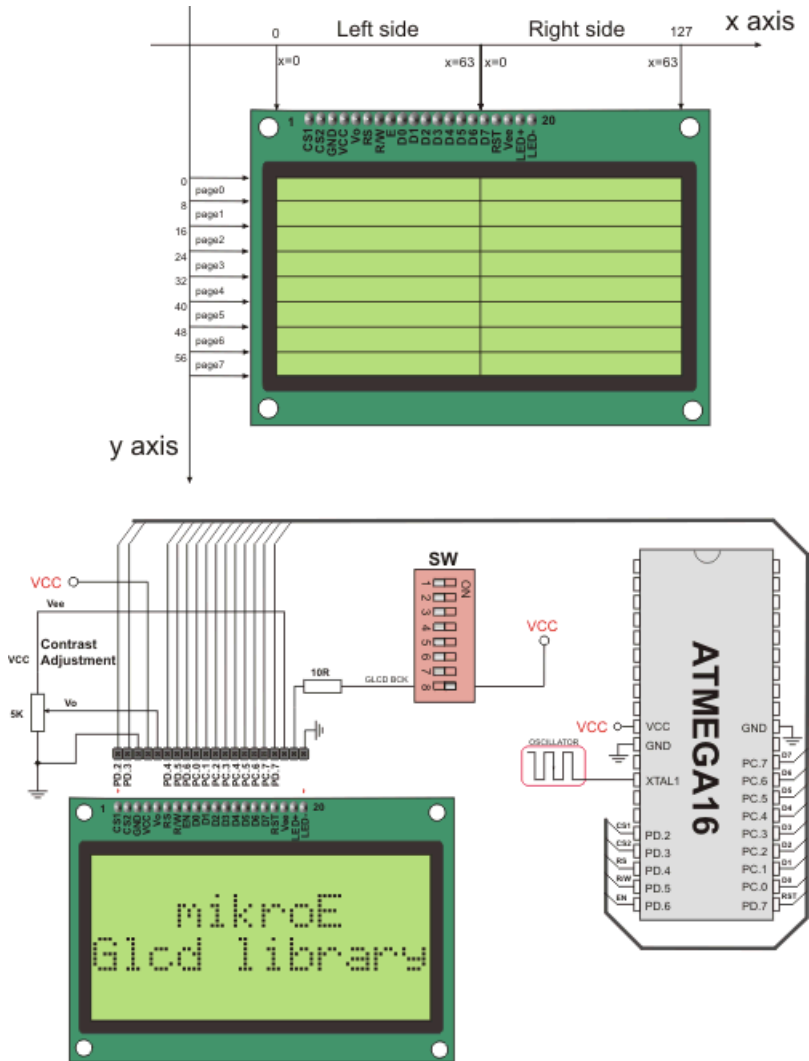 0 Left side Right side 127 x axis
x=0 x=63 x=0 x=63
1 20
CS1 CS2 GND VCC Vo RS R/W E D0 D1 D2 D3 D4 D5 D6 D7 RST Vee LED+ LED-
0
page0
8
page1
16
page2
24
page3
32
page4
40
page5
48
page6
56
page7
y axis
SW
VCC
Vee
1 ON
2
3
4
5
6
7
8
VCC
Contrast
Adjustment
VCC
10R
GLCD BCK
Vo
5K
PD.2 PD.3 PD.4 PD.5 PD.6 PC.0 PC.1 PC.2 PC.3 PC.4 PC.5 PC.6 PC.7 PD.7
1 20
CS1 CS2 GND VCC Vo RS R/W EN D0 D1 D2 D3 D4 D5 D6 D7 RST Vee LED+ LED-
mikroE
Glcd library
ATMEGA16
VCC VCC GND
GND
OSCILLATOR
XTAL1
PC.7 D7
PC.6 D6
PC.5 D5
PC.4 D4
CS1 PD.2 PC.3 D3
CS2 PD.3 PC.2 D2
RS PD.4 PC.1 D1
R/W PD.5 PC.0 D0
EN PD.6 PD.7 RST